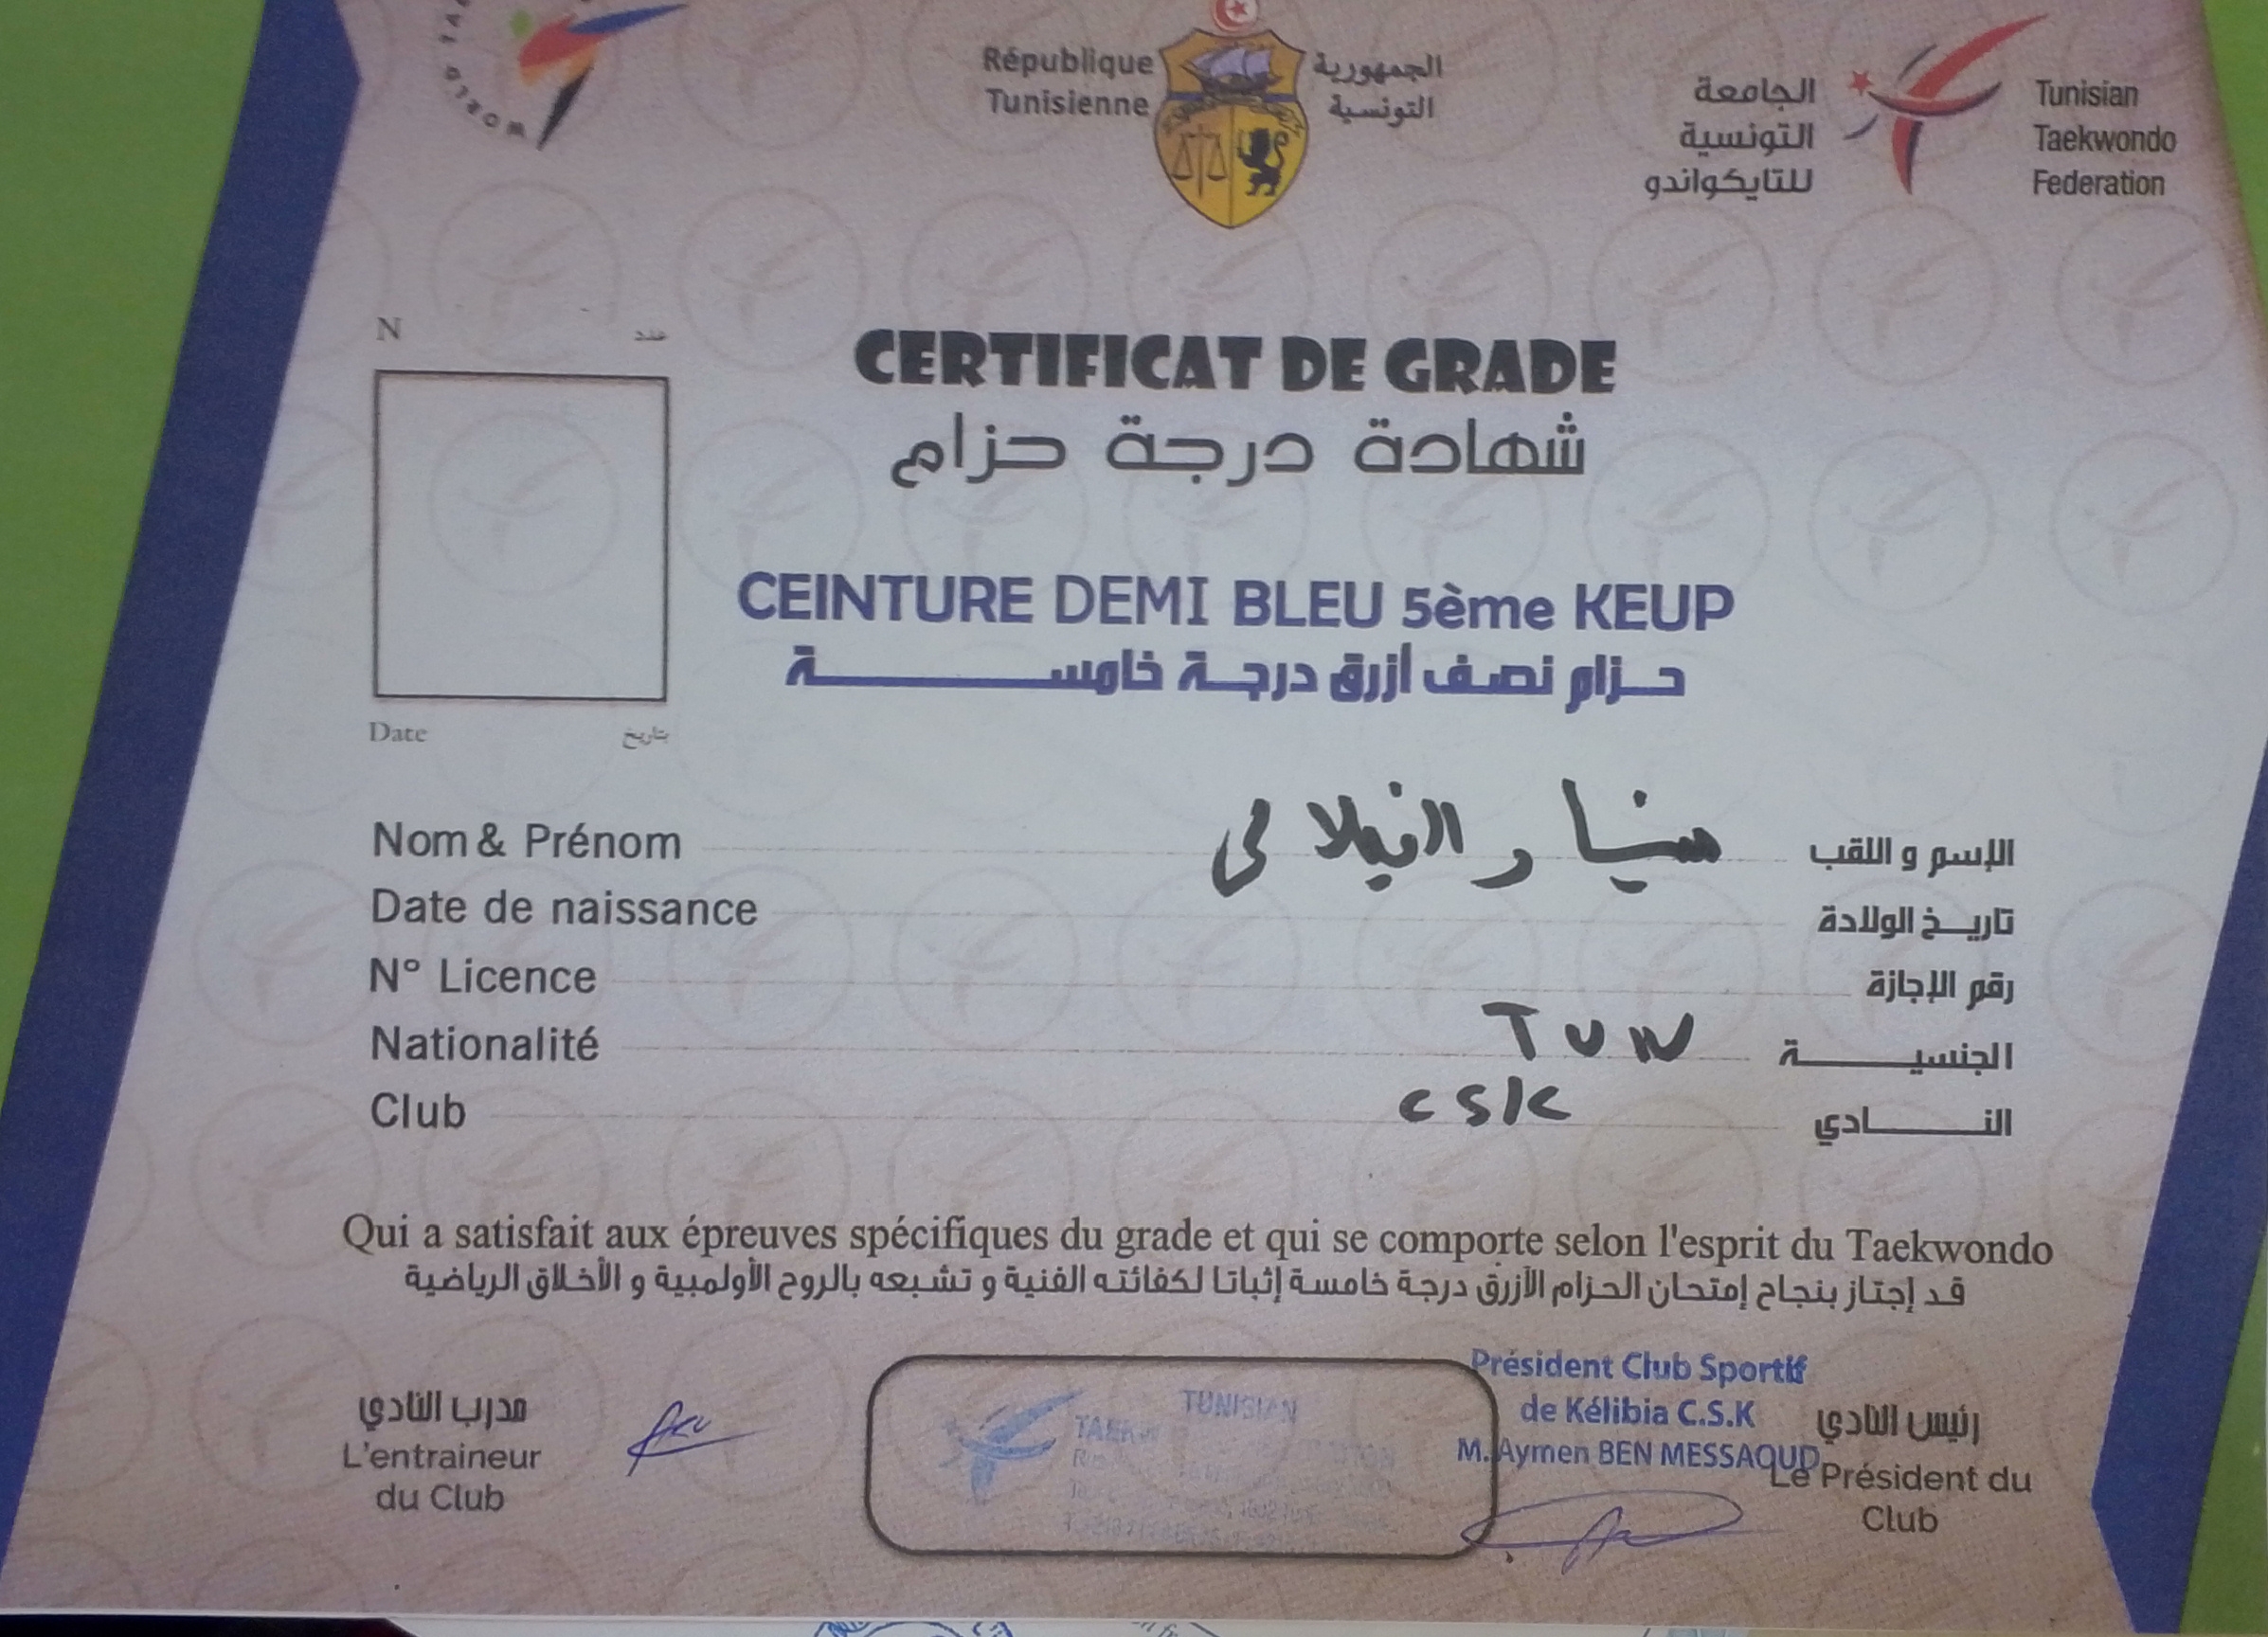 WORLD TA
République
Tunisienne
الجمهورية
التونسية
الجامعة
التونسية
للتايكواندو
Tunisian
Taekwondo
Federation
N عدد
CERTIFICAT DE GRADE
شهادة درجة حزام
CEINTURE DEMI BLEU 5ème KEUP
حزام نصف أزرق درجة خامسة
Date بتاريخ
Nom & Prénom الفيلالي الإسم و اللقب
Date de naissance تاريخ الولادة
N° Licence رقم الإجازة
Nationalité TUN الجنسية
Club CSK النادي
Qui a satisfait aux épreuves spécifiques du grade et qui se comporte selon l'esprit du Taekwondo
قد إجتاز بنجاح إمتحان الحزام الأزرق درجة خامسة إثباتا لكفائته الفنية و تشبعه بالروح الأولمبية و الأخلاق الرياضية
مدرب النادي
L'entraineur
du Club
TUNISIAN
Président Club Sportif
de Kélibia C.S.K
M. Aymen BEN MESSAOUD
رئيس النادي
Le Président du
Club